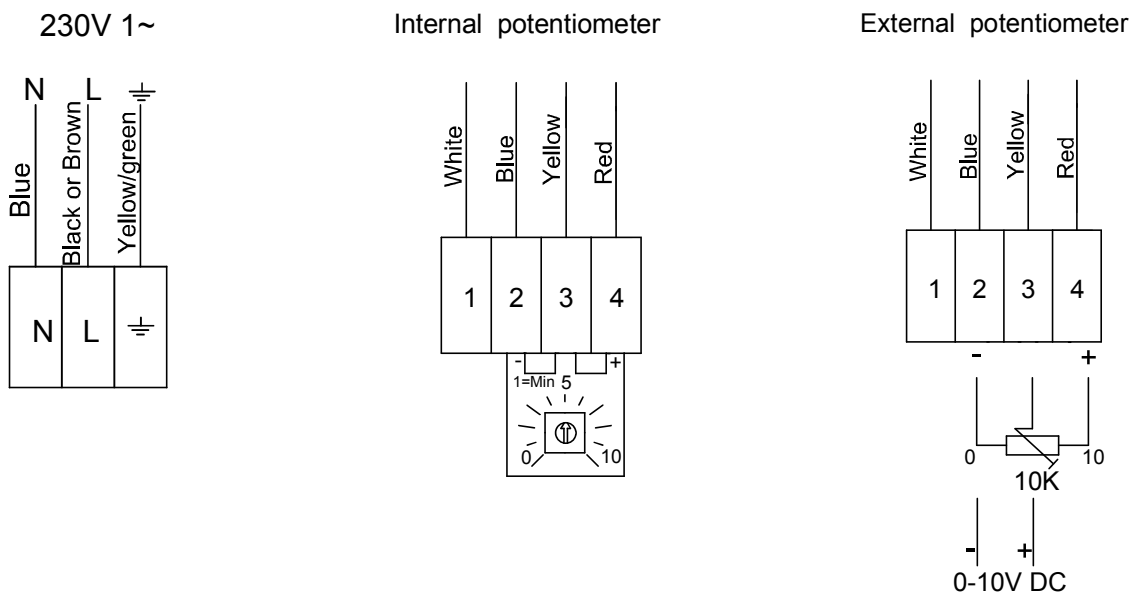 230V 1~
N L
Blue
Black or Brown
Yellow/green
N L
Internal potentiometer
White
Blue
Yellow
Red
1 2 3 4
- +
1=Min 5
0 10
External potentiometer
White
Blue
Yellow
Red
1 2 3 4
- +
0 10
10K
- +
0-10V DC